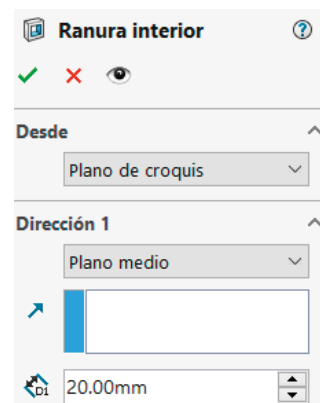 Ranura interior
Desde
Plano de croquis
Dirección 1
Plano medio
D1 20.00mm